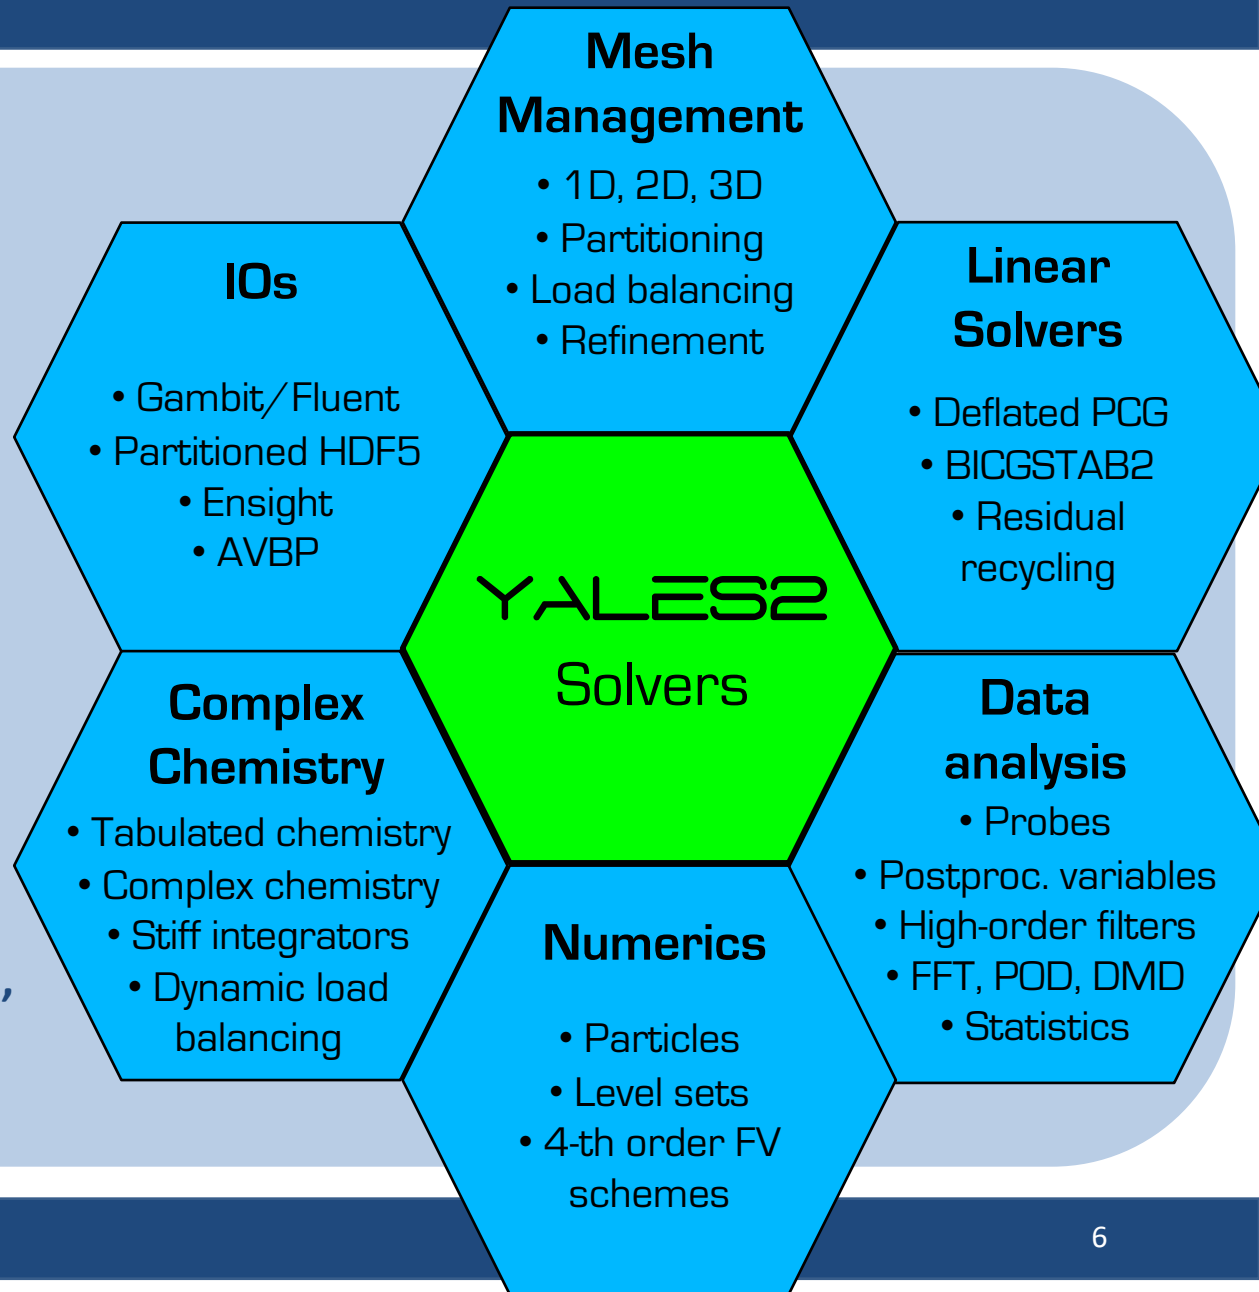 Mesh
Management
• 1D, 2D, 3D
• Partitioning
• Load balancing
• Refinement
IOs
• Gambit/Fluent
• Partitioned HDF5
• Ensight
• AVBP
Linear
Solvers
• Deflated PCG
• BICGSTAB2
• Residual
recycling
YALES2
Solvers
Complex
Chemistry
• Tabulated chemistry
• Complex chemistry
• Stiff integrators
• Dynamic load
balancing
Data
analysis
• Probes
• Postproc. variables
• High-order filters
• FFT, POD, DMD
• Statistics
,
Numerics
• Particles
• Level sets
• 4-th order FV
schemes
6